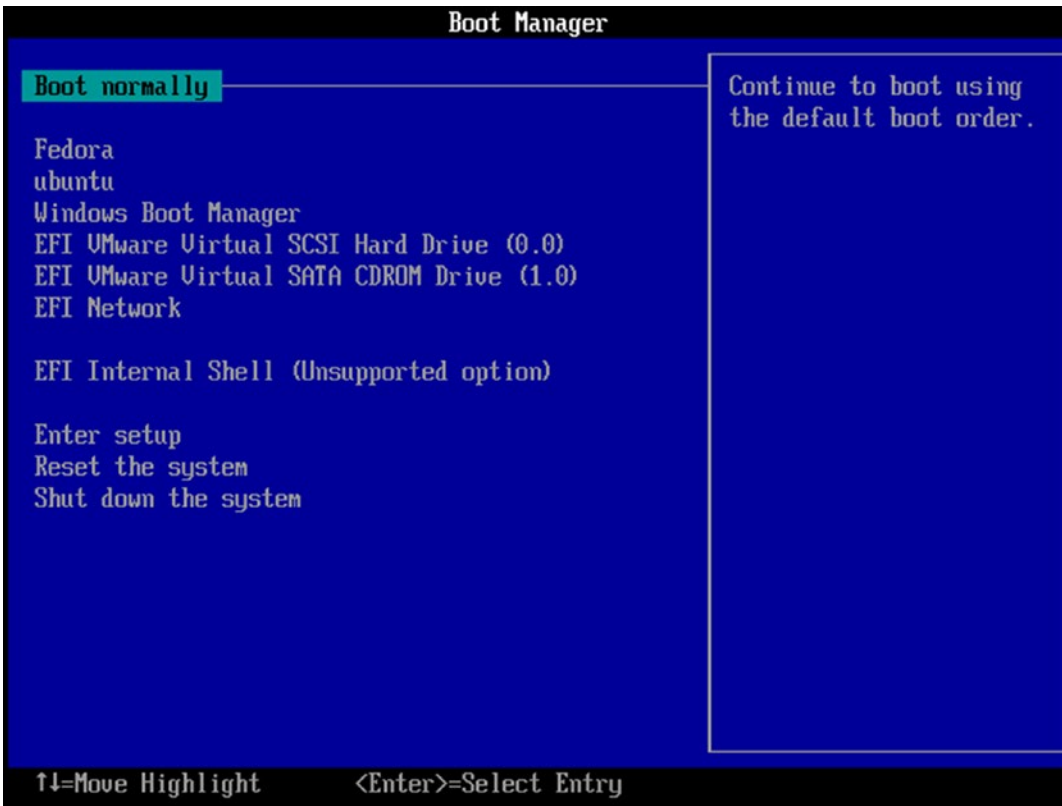 Boot Manager
Boot normally
Continue to boot using
the default boot order.
Fedora
ubuntu
Windows Boot Manager
EFI VMware Virtual SCSI Hard Drive (0.0)
EFI VMware Virtual SATA CDROM Drive (1.0)
EFI Network
EFI Internal Shell (Unsupported option)
Enter setup
Reset the system
Shut down the system
↑↓=Move Highlight <Enter>=Select Entry